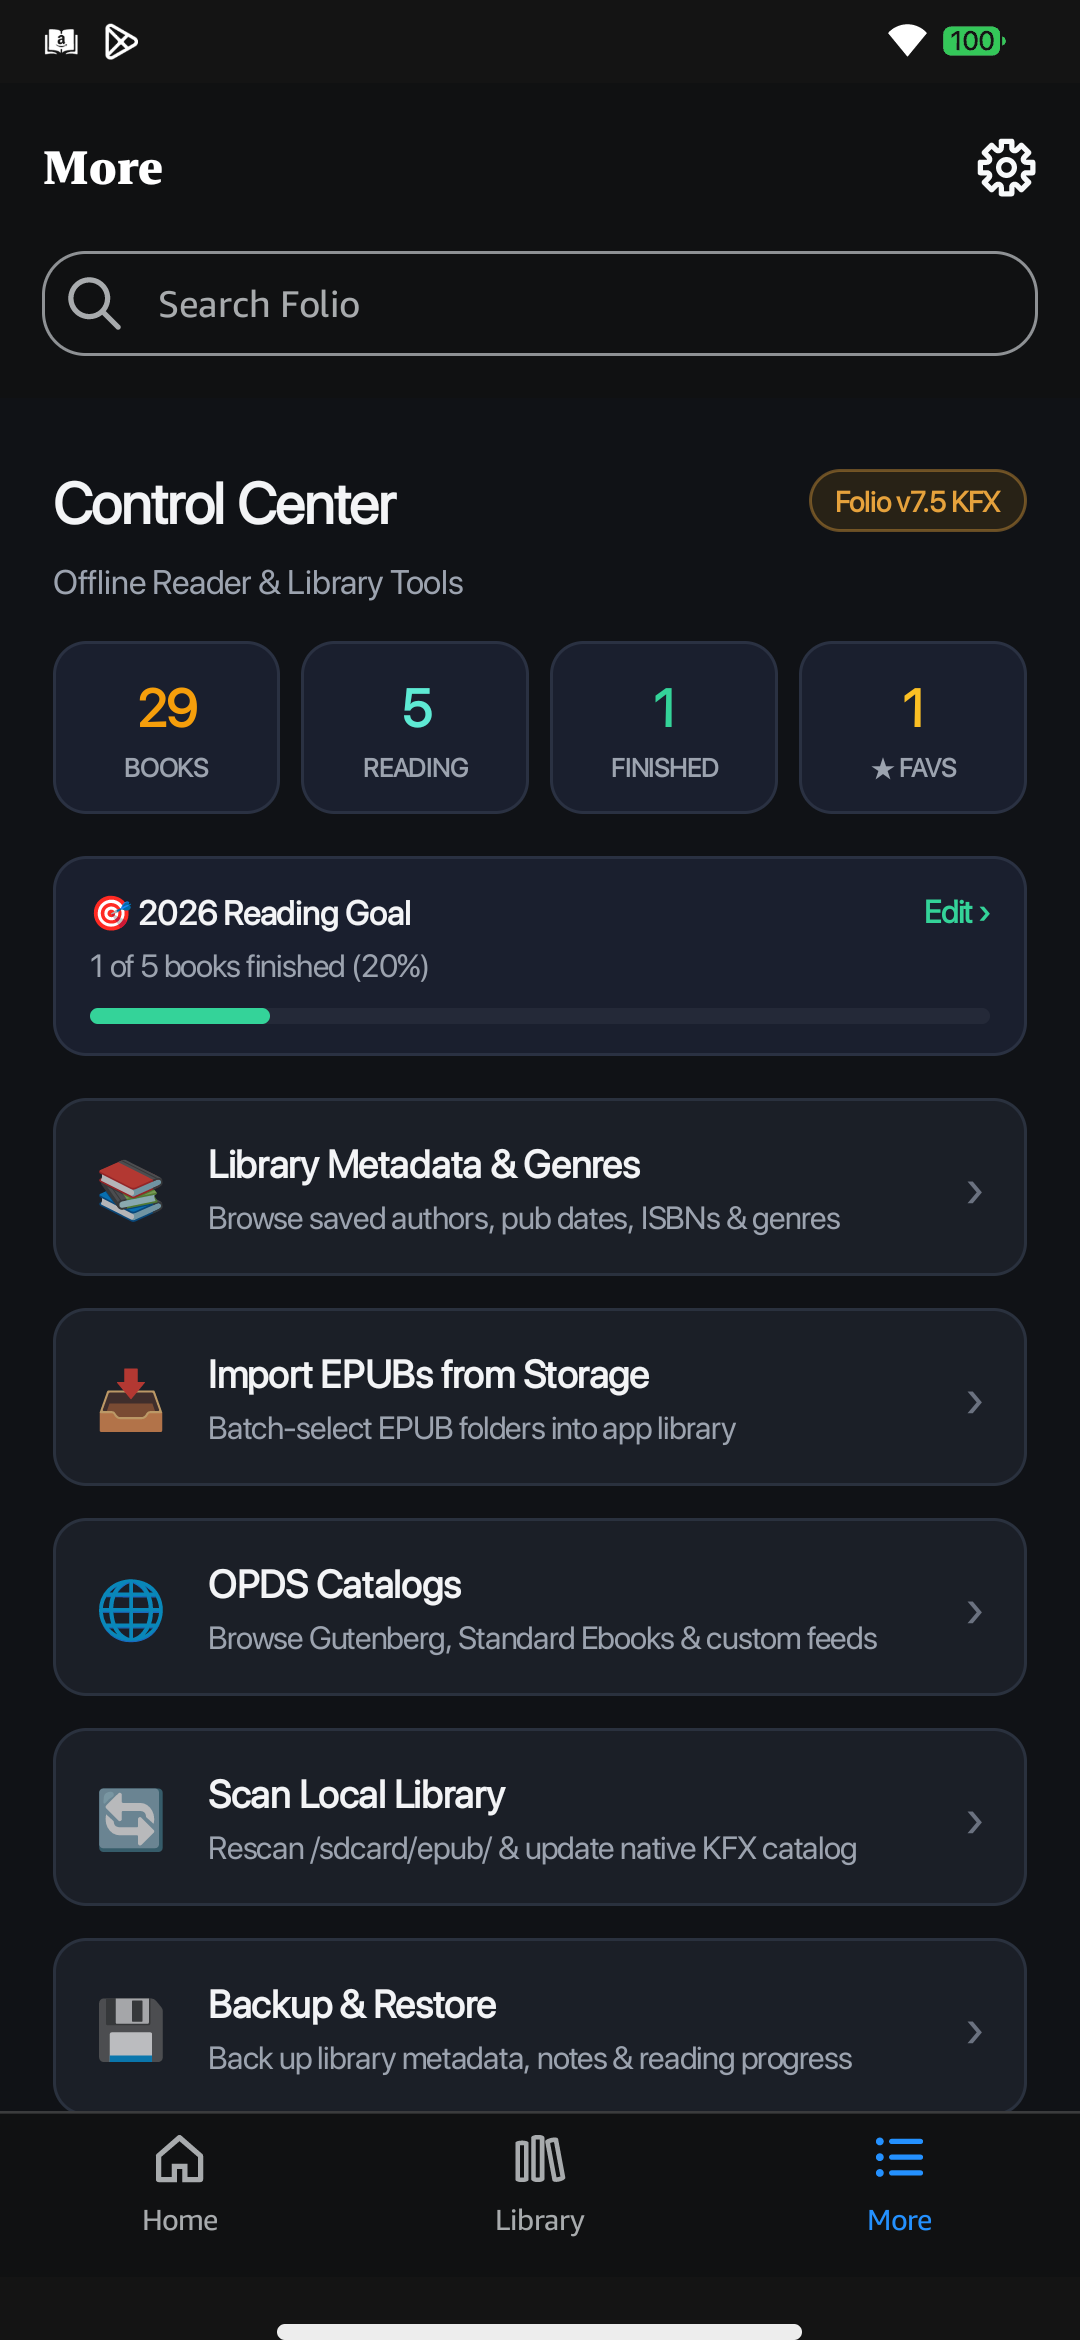 100
More
Search Folio
Control Center
Folio v7.5 KFX
Offline Reader & Library Tools
29
BOOKS
5
READING
1
FINISHED
1
★ FAVS
🎯 2026 Reading Goal
Edit ›
1 of 5 books finished (20%)
Library Metadata & Genres
Browse saved authors, pub dates, ISBNs & genres
Import EPUBs from Storage
Batch-select EPUB folders into app library
OPDS Catalogs
Browse Gutenberg, Standard Ebooks & custom feeds
Scan Local Library
Rescan /sdcard/epub/ & update native KFX catalog
Backup & Restore
Back up library metadata, notes & reading progress
Home
Library
More